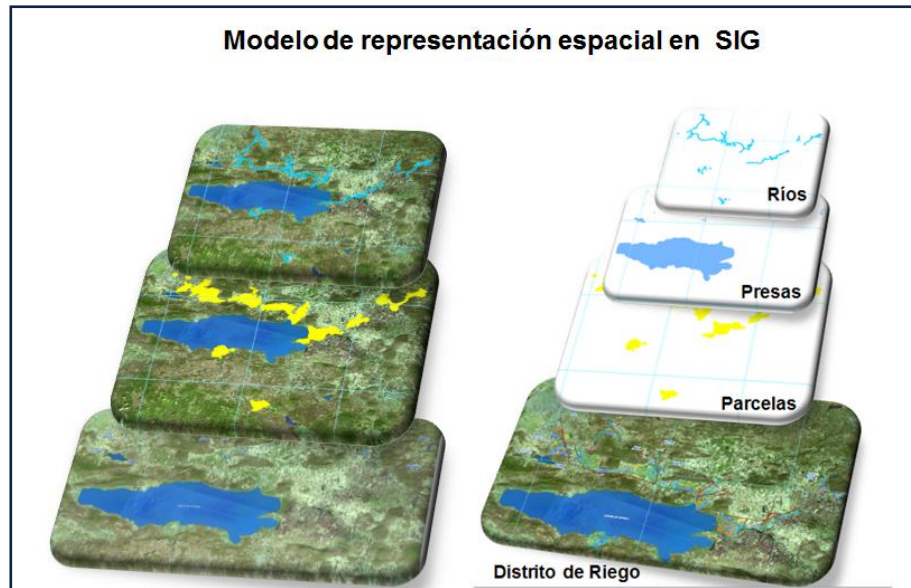 Modelo de representación espacial en SIG
Ríos
Presas
Parcelas
Distrito de Riego